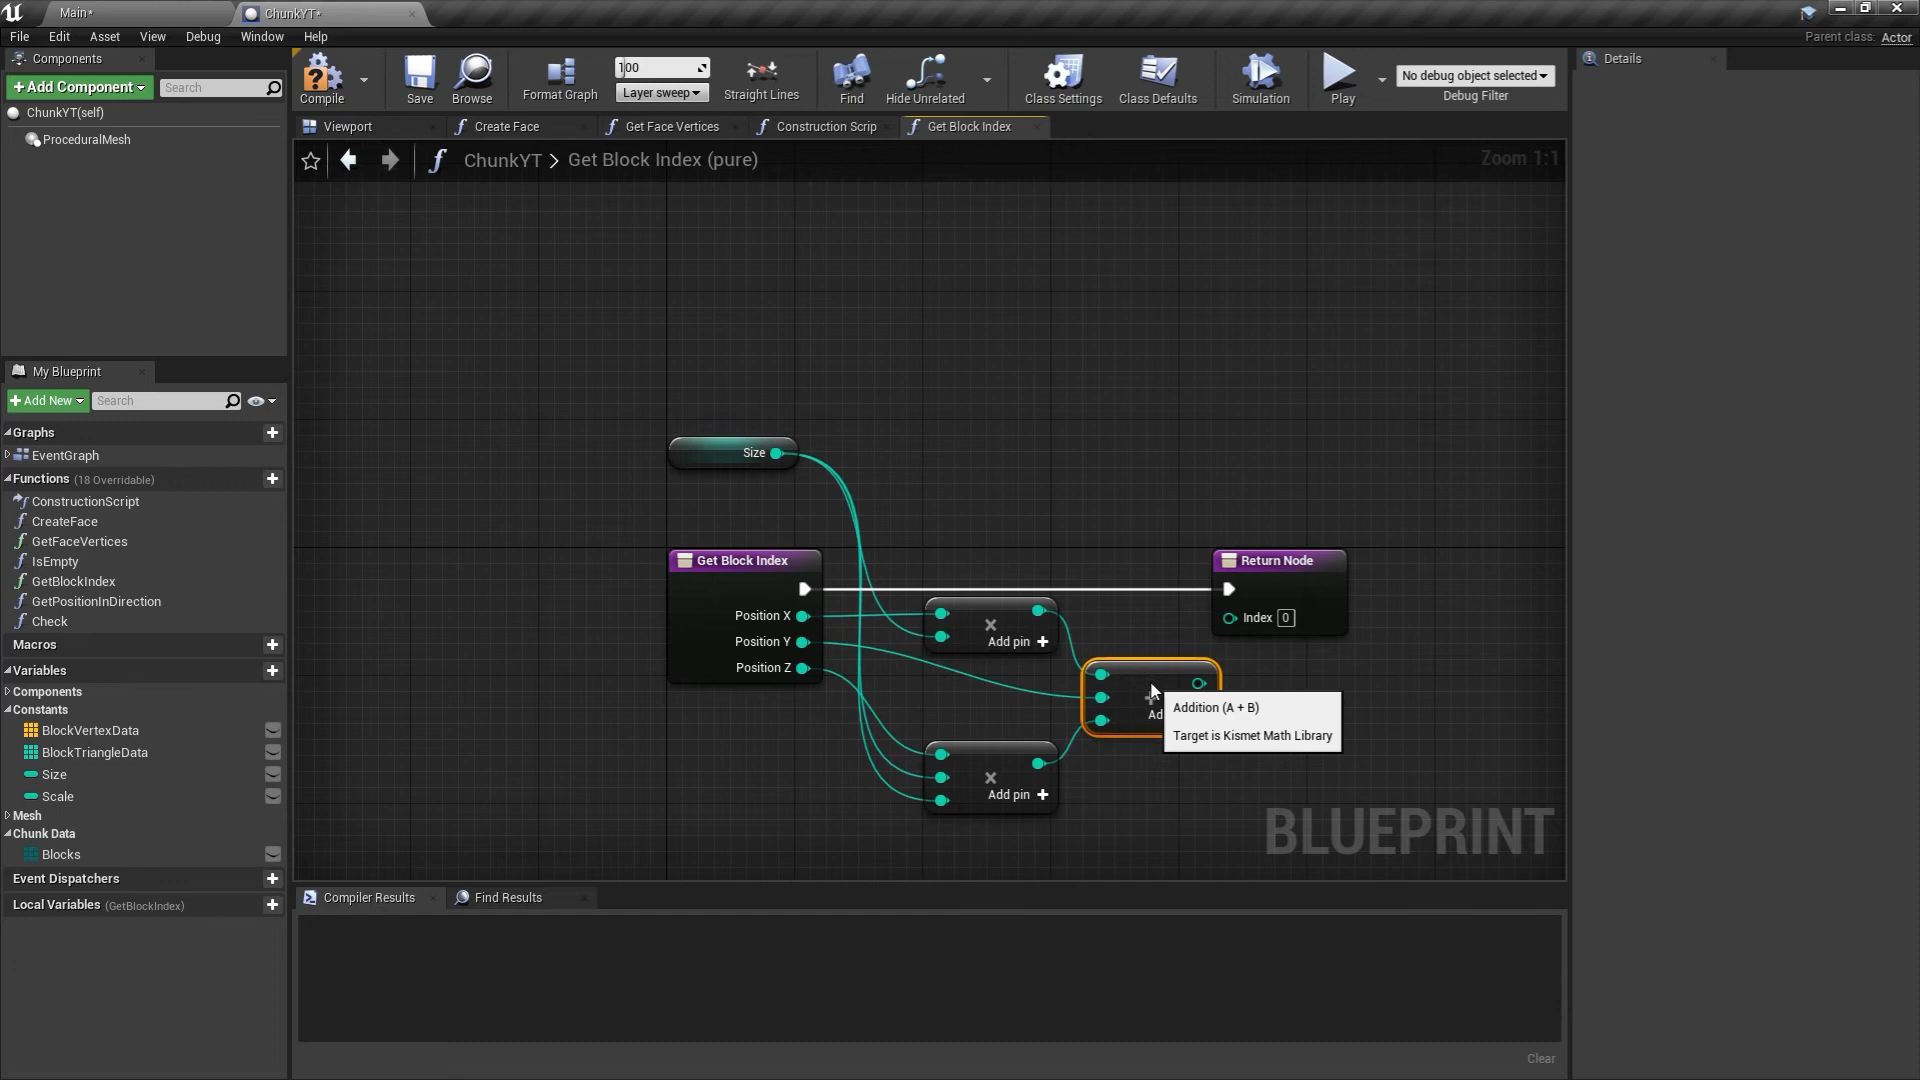 Main*
ChunkYT*
File Edit Asset View Debug Window Help
Parent class: Actor
Components
Details
+Add Component
Search
Compile
Save
Browse
Format Graph
100
Layer sweep
Straight Lines
Find
Hide Unrelated
Class Settings
Class Defaults
Simulation
Play
No debug object selected
Debug Filter
ChunkYT(self)
ProceduralMesh
Viewport
Create Face
Get Face Vertices
Construction Scrip
Get Block Index
ChunkYT > Get Block Index (pure)
Zoom 1:1
My Blueprint
+Add New
Search
Graphs
EventGraph
Functions (18 Overridable)
ConstructionScript
CreateFace
GetFaceVertices
IsEmpty
GetBlockIndex
GetPositionInDirection
Check
Macros
Variables
Components
Constants
BlockVertexData
BlockTriangleData
Size
Scale
Mesh
Chunk Data
Blocks
Event Dispatchers
Local Variables (GetBlockIndex)
Size
Get Block Index
Position X
Position Y
Position Z
Add pin +
Add pin +
Ad
Return Node
Index 0
Addition (A + B)
Target is Kismet Math Library
BLUEPRINT
Compiler Results
Find Results
Clear